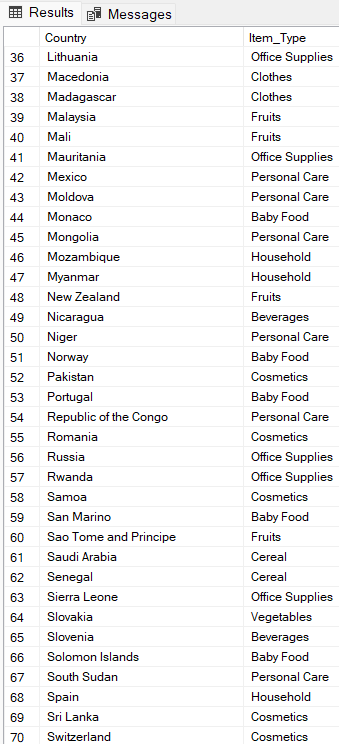 Results Messages
Country Item_Type
36 Lithuania Office Supplies
37 Macedonia Clothes
38 Madagascar Clothes
39 Malaysia Fruits
40 Mali Fruits
41 Mauritania Office Supplies
42 Mexico Personal Care
43 Moldova Personal Care
44 Monaco Baby Food
45 Mongolia Personal Care
46 Mozambique Household
47 Myanmar Household
48 New Zealand Fruits
49 Nicaragua Beverages
50 Niger Personal Care
51 Norway Baby Food
52 Pakistan Cosmetics
53 Portugal Baby Food
54 Republic of the Congo Personal Care
55 Romania Cosmetics
56 Russia Office Supplies
57 Rwanda Office Supplies
58 Samoa Cosmetics
59 San Marino Baby Food
60 Sao Tome and Principe Fruits
61 Saudi Arabia Cereal
62 Senegal Cereal
63 Sierra Leone Office Supplies
64 Slovakia Vegetables
65 Slovenia Beverages
66 Solomon Islands Baby Food
67 South Sudan Personal Care
68 Spain Household
69 Sri Lanka Cosmetics
70 Switzerland Cosmetics